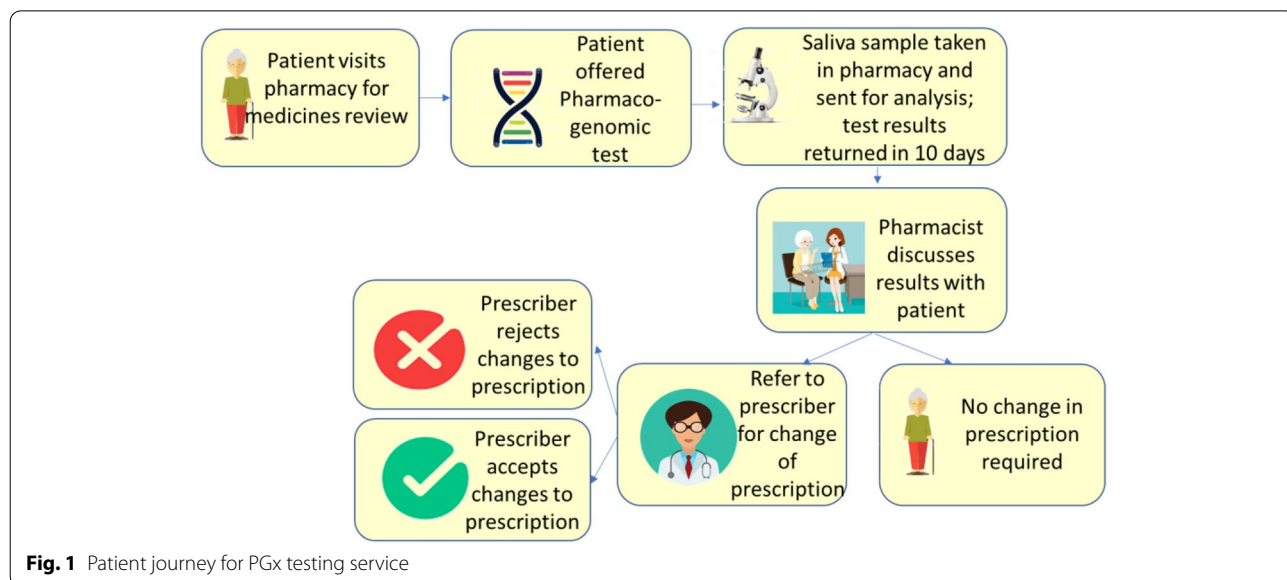 Patient visits
pharmacy for
medicines review
Patient
offered
Pharmaco-
genomic
test
Saliva sample taken
in pharmacy and
sent for analysis;
test results
returned in 10 days
Pharmacist
discusses
results with
patient
Prescriber
rejects
changes to
prescription
Prescriber
accepts
changes to
prescription
Refer to
prescriber
for change
of
prescription
No change in
prescription
required
Fig. 1 Patient journey for PGx testing service